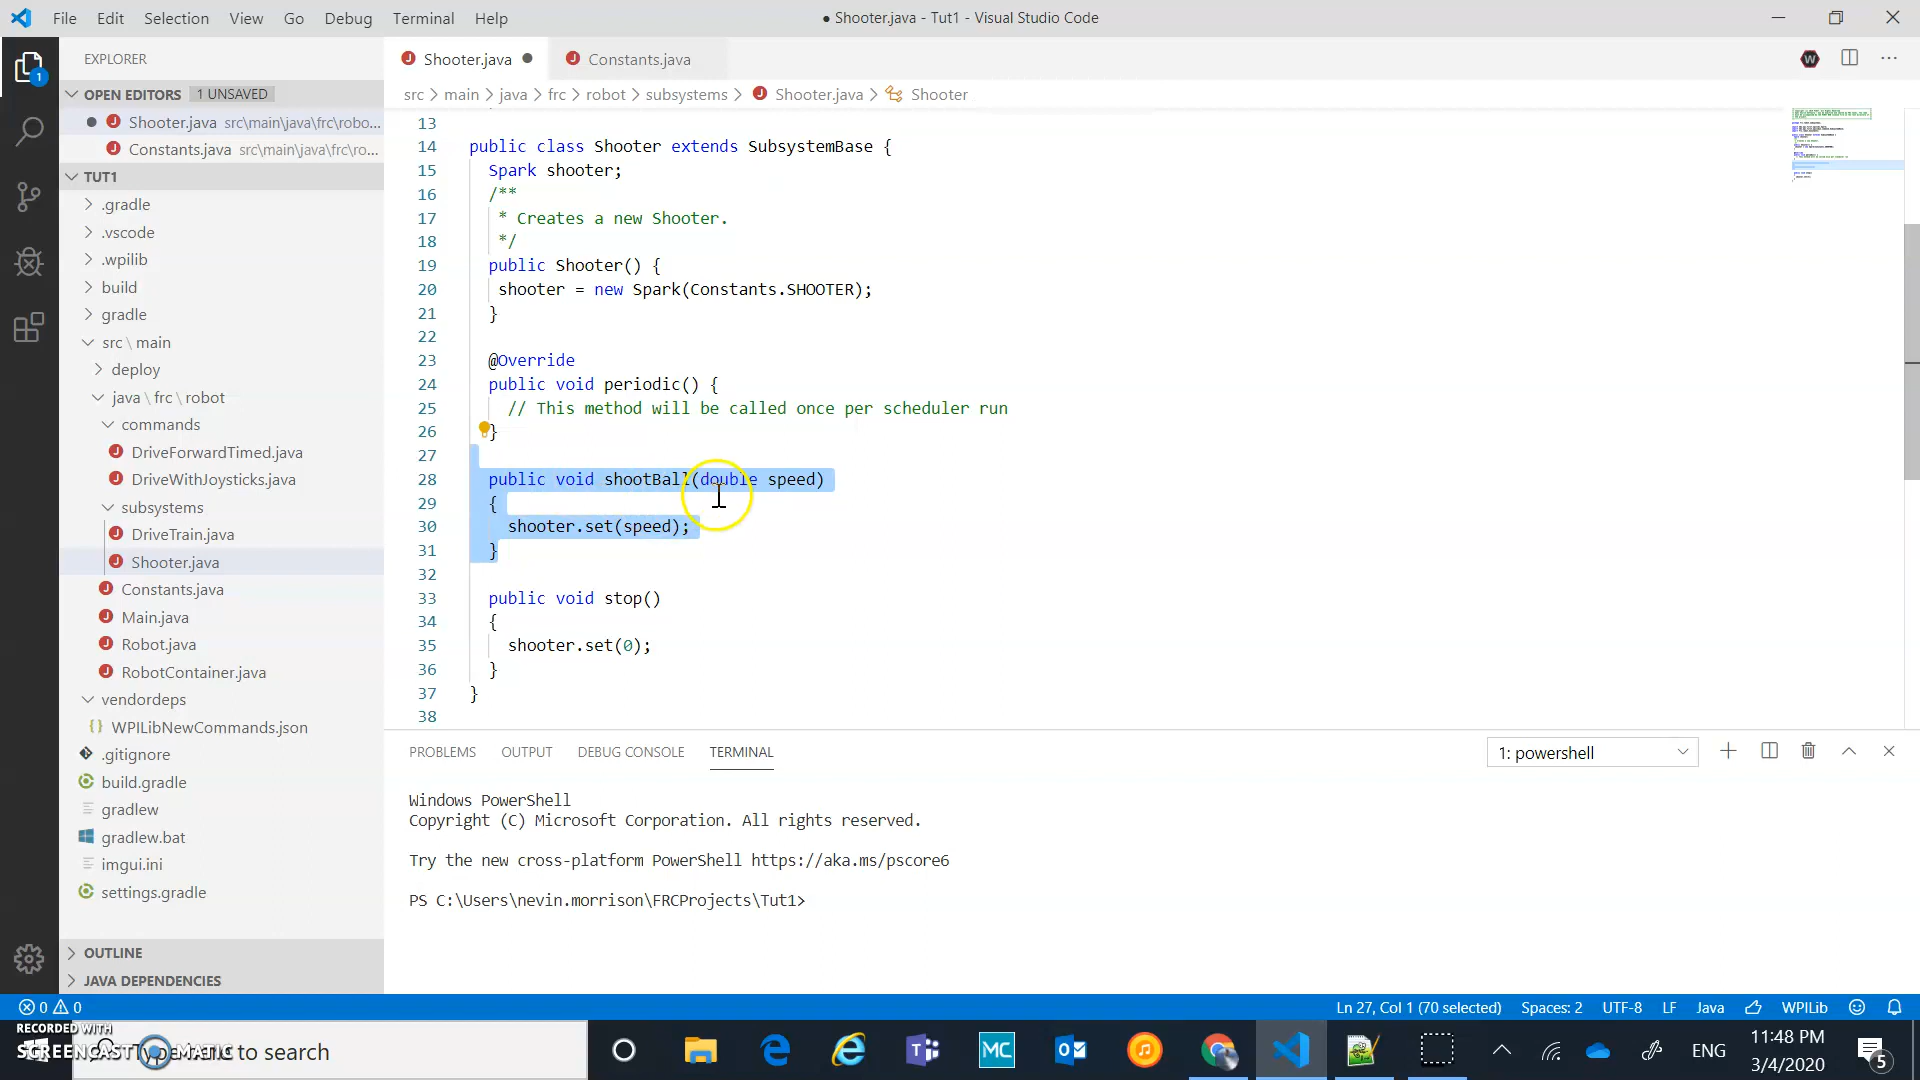 File Edit Selection View Go Debug Terminal Help
● Shooter.java - Tut1 - Visual Studio Code
EXPLORER
OPEN EDITORS 1 UNSAVED
Shooter.java src\main\java\frc\robo...
Constants.java src\main\java\frc\ro...
TUT1
.gradle
.vscode
.wpilib
build
gradle
src \ main
deploy
java \ frc \ robot
commands
DriveForwardTimed.java
DriveWithJoysticks.java
subsystems
DriveTrain.java
Shooter.java
Constants.java
Main.java
Robot.java
RobotContainer.java
vendordeps
WPILibNewCommands.json
.gitignore
build.gradle
gradlew
gradlew.bat
imgui.ini
settings.gradle
OUTLINE
JAVA DEPENDENCIES
Shooter.java Constants.java
src > main > java > frc > robot > subsystems > Shooter.java > Shooter
13
14 public class Shooter extends SubsystemBase {
15 Spark shooter;
16 /**
17 * Creates a new Shooter.
18 */
19 public Shooter() {
20 shooter = new Spark(Constants.SHOOTER);
21 }
22
23 @Override
24 public void periodic() {
25 // This method will be called once per scheduler run
26 }
27
28 public void shootBall(double speed)
29 {
30 shooter.set(speed);
31 }
32
33 public void stop()
34 {
35 shooter.set(0);
36 }
37 }
38
PROBLEMS OUTPUT DEBUG CONSOLE TERMINAL
1: powershell
Windows PowerShell
Copyright (C) Microsoft Corporation. All rights reserved.
Try the new cross-platform PowerShell https://aka.ms/pscore6
PS C:\Users\nevin.morrison\FRCProjects\Tut1>
0 0
Ln 27, Col 1 (70 selected) Spaces: 2 UTF-8 LF Java WPILib
RECORDED WITH
SCREENCAST MATIC
to search
MC
ENG
11:48 PM
3/4/2020
5